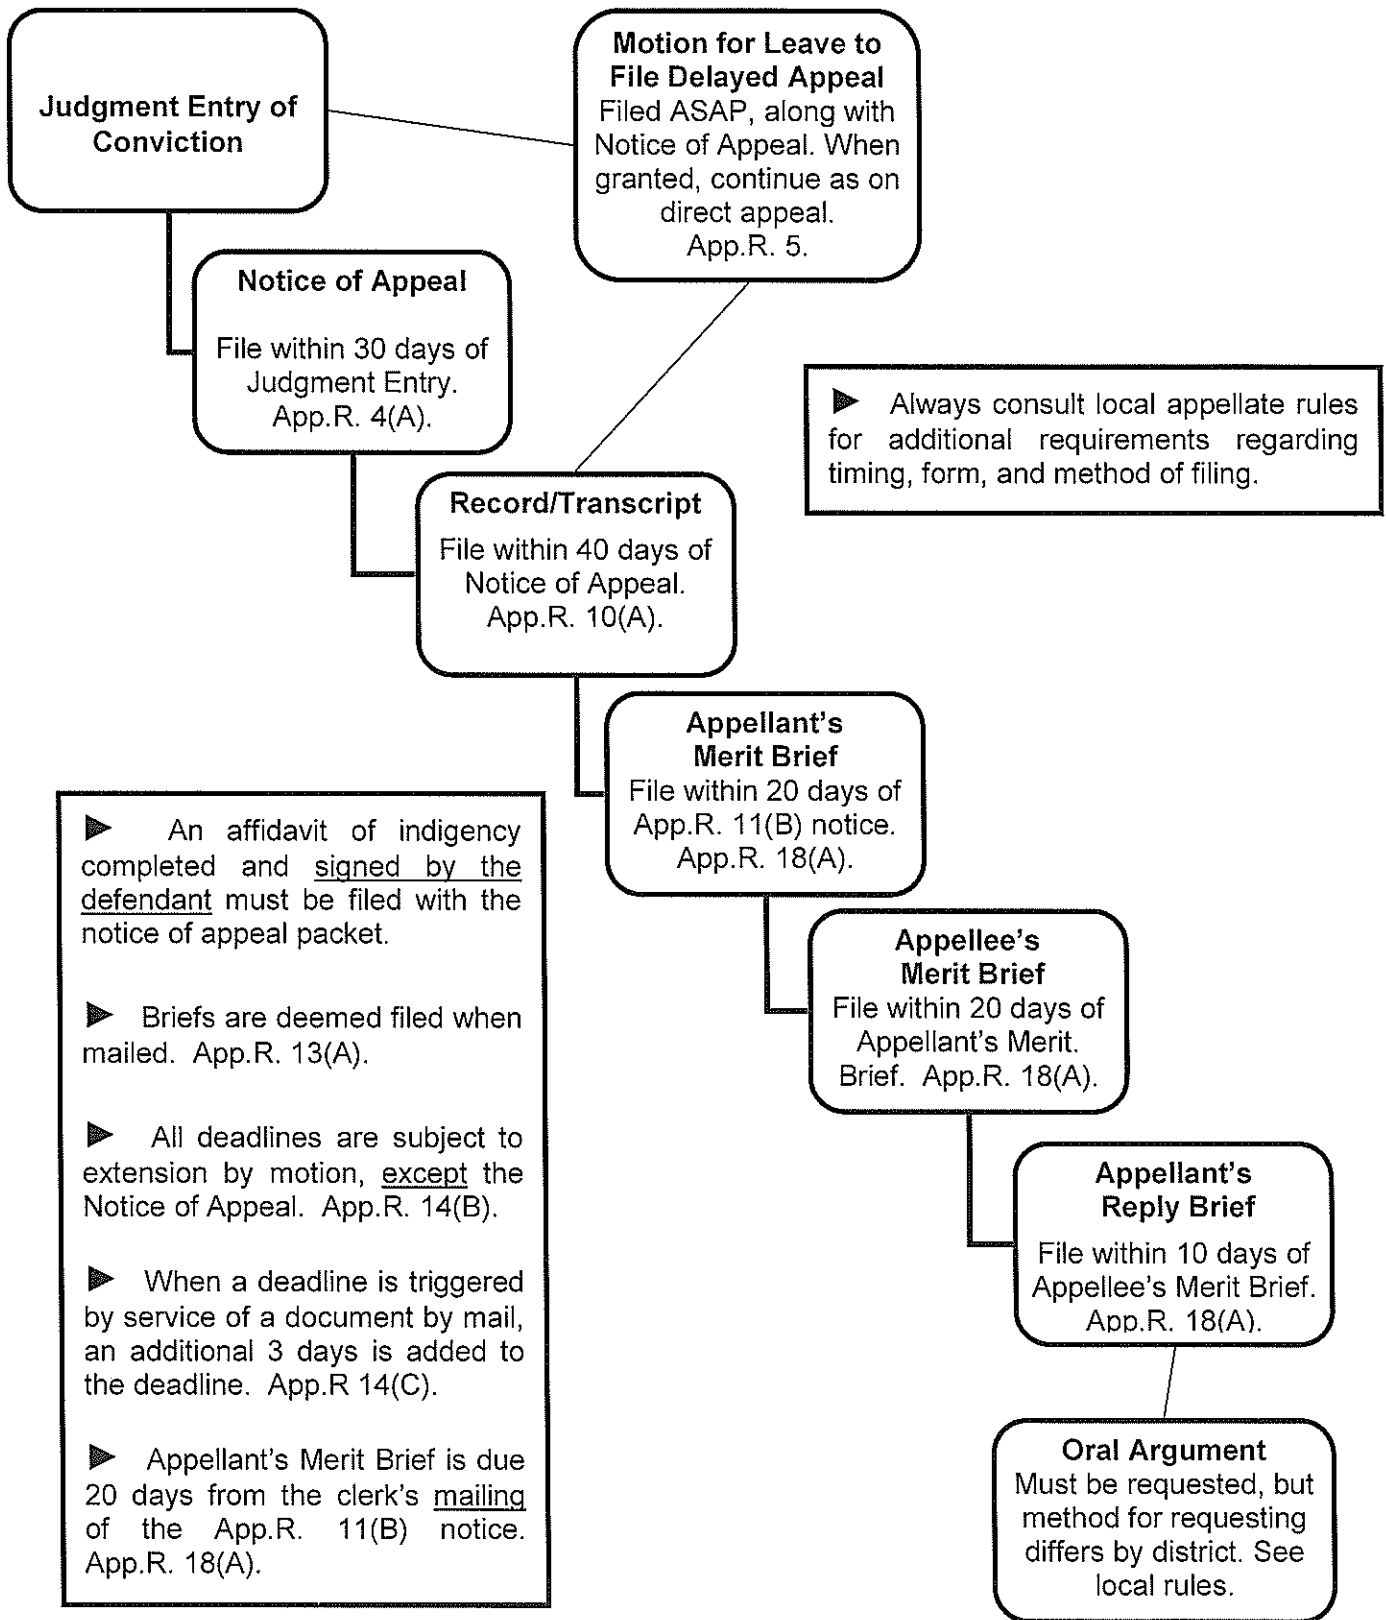 Judgment Entry of
Conviction
Motion for Leave to
File Delayed Appeal
Filed ASAP, along with
Notice of Appeal. When
granted, continue as on
direct appeal.
App.R. 5.
Notice of Appeal
File within 30 days of
Judgment Entry.
App.R. 4(A).
► Always consult local appellate rules
for additional requirements regarding
timing, form, and method of filing.
Record/Transcript
File within 40 days of
Notice of Appeal.
App.R. 10(A).
Appellant's
Merit Brief
File within 20 days of
App.R. 11(B) notice.
App.R. 18(A).
► An affidavit of indigency
completed and signed by the
defendant must be filed with the
notice of appeal packet.
► Briefs are deemed filed when
mailed. App.R. 13(A).
► All deadlines are subject to
extension by motion, except the
Notice of Appeal. App.R. 14(B).
► When a deadline is triggered
by service of a document by mail,
an additional 3 days is added to
the deadline. App.R 14(C).
► Appellant's Merit Brief is due
20 days from the clerk's mailing
of the App.R. 11(B) notice.
App.R. 18(A).
Appellee's
Merit Brief
File within 20 days of
Appellant's Merit.
Brief. App.R. 18(A).
Appellant's
Reply Brief
File within 10 days of
Appellee's Merit Brief.
App.R. 18(A).
Oral Argument
Must be requested, but
method for requesting
differs by district. See
local rules.